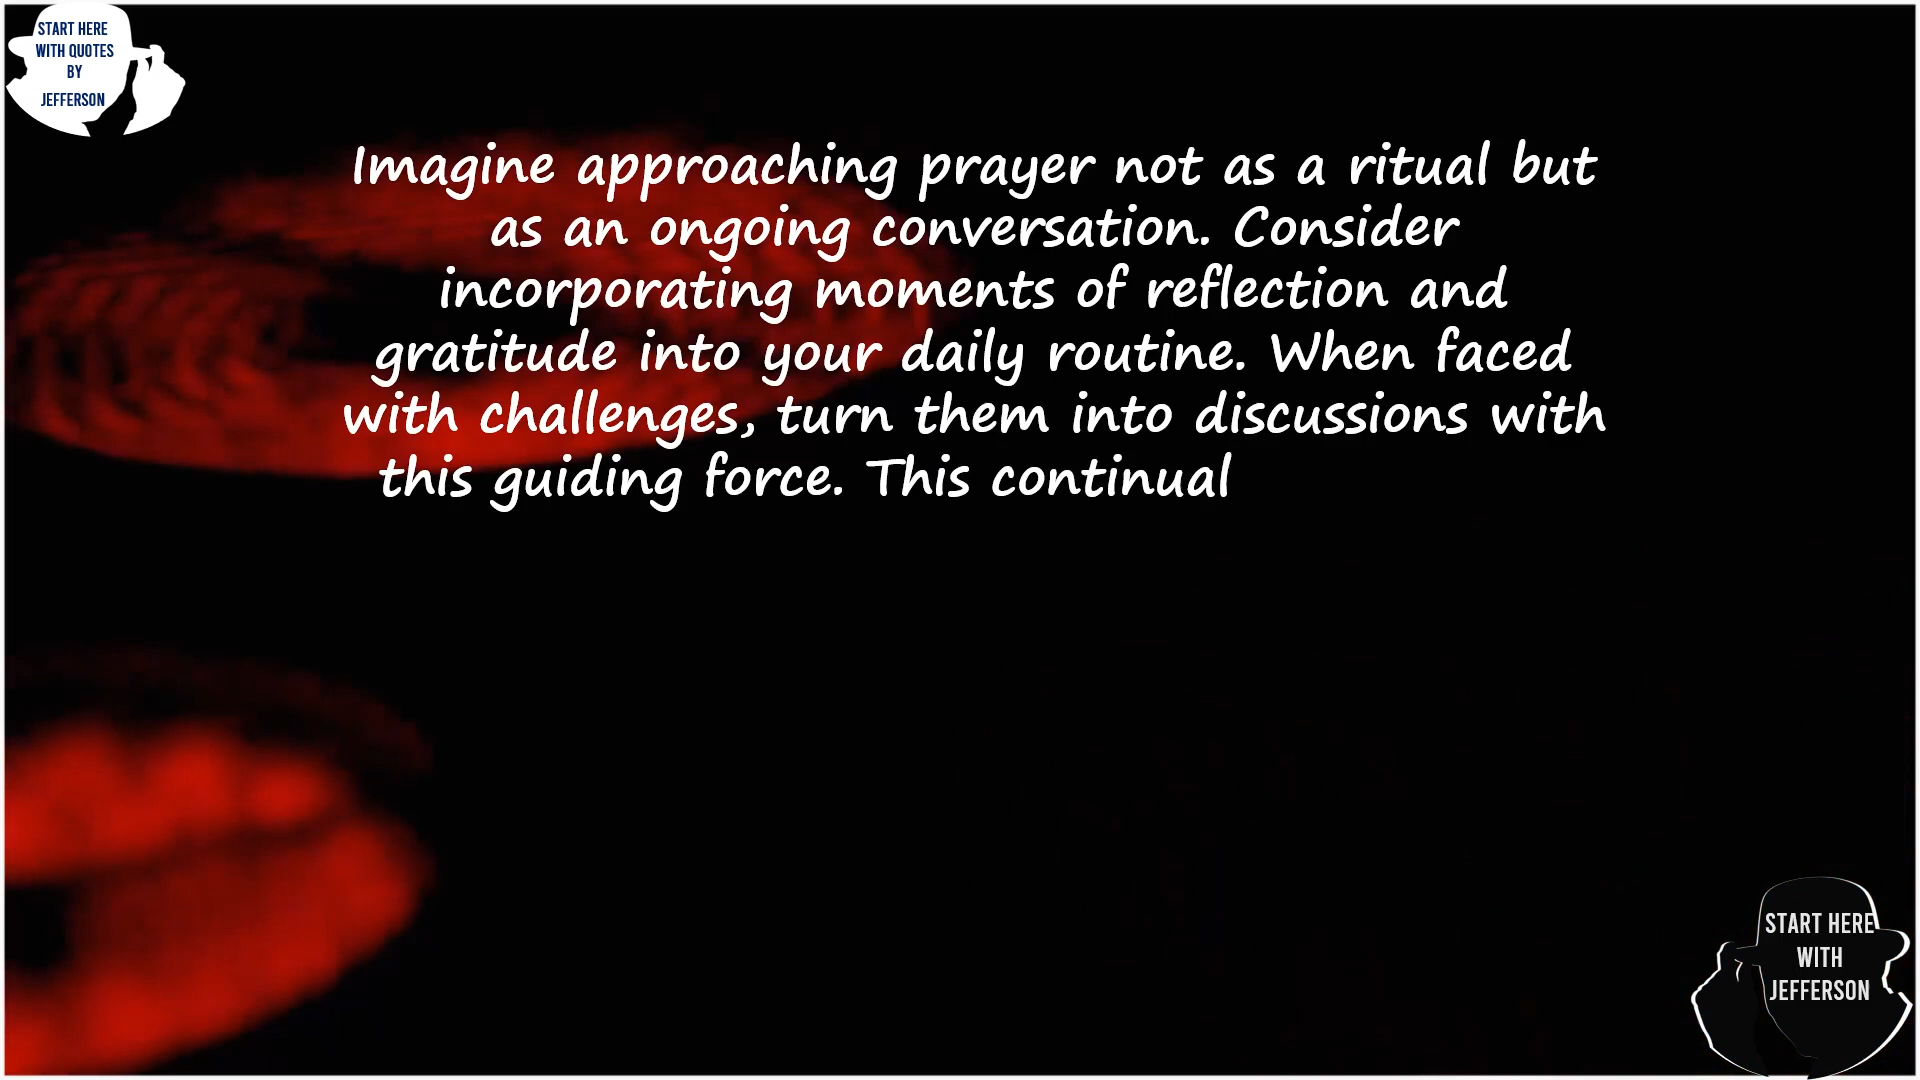 START HERE
WITH QUOTES
BY
JEFFERSON
Imagine approaching prayer not as a ritual but
as an ongoing conversation. Consider
incorporating moments of reflection and
gratitude into your daily routine. When faced
with challenges, turn them into discussions with
this guiding force. This continual
START HERE
WITH
JEFFERSON